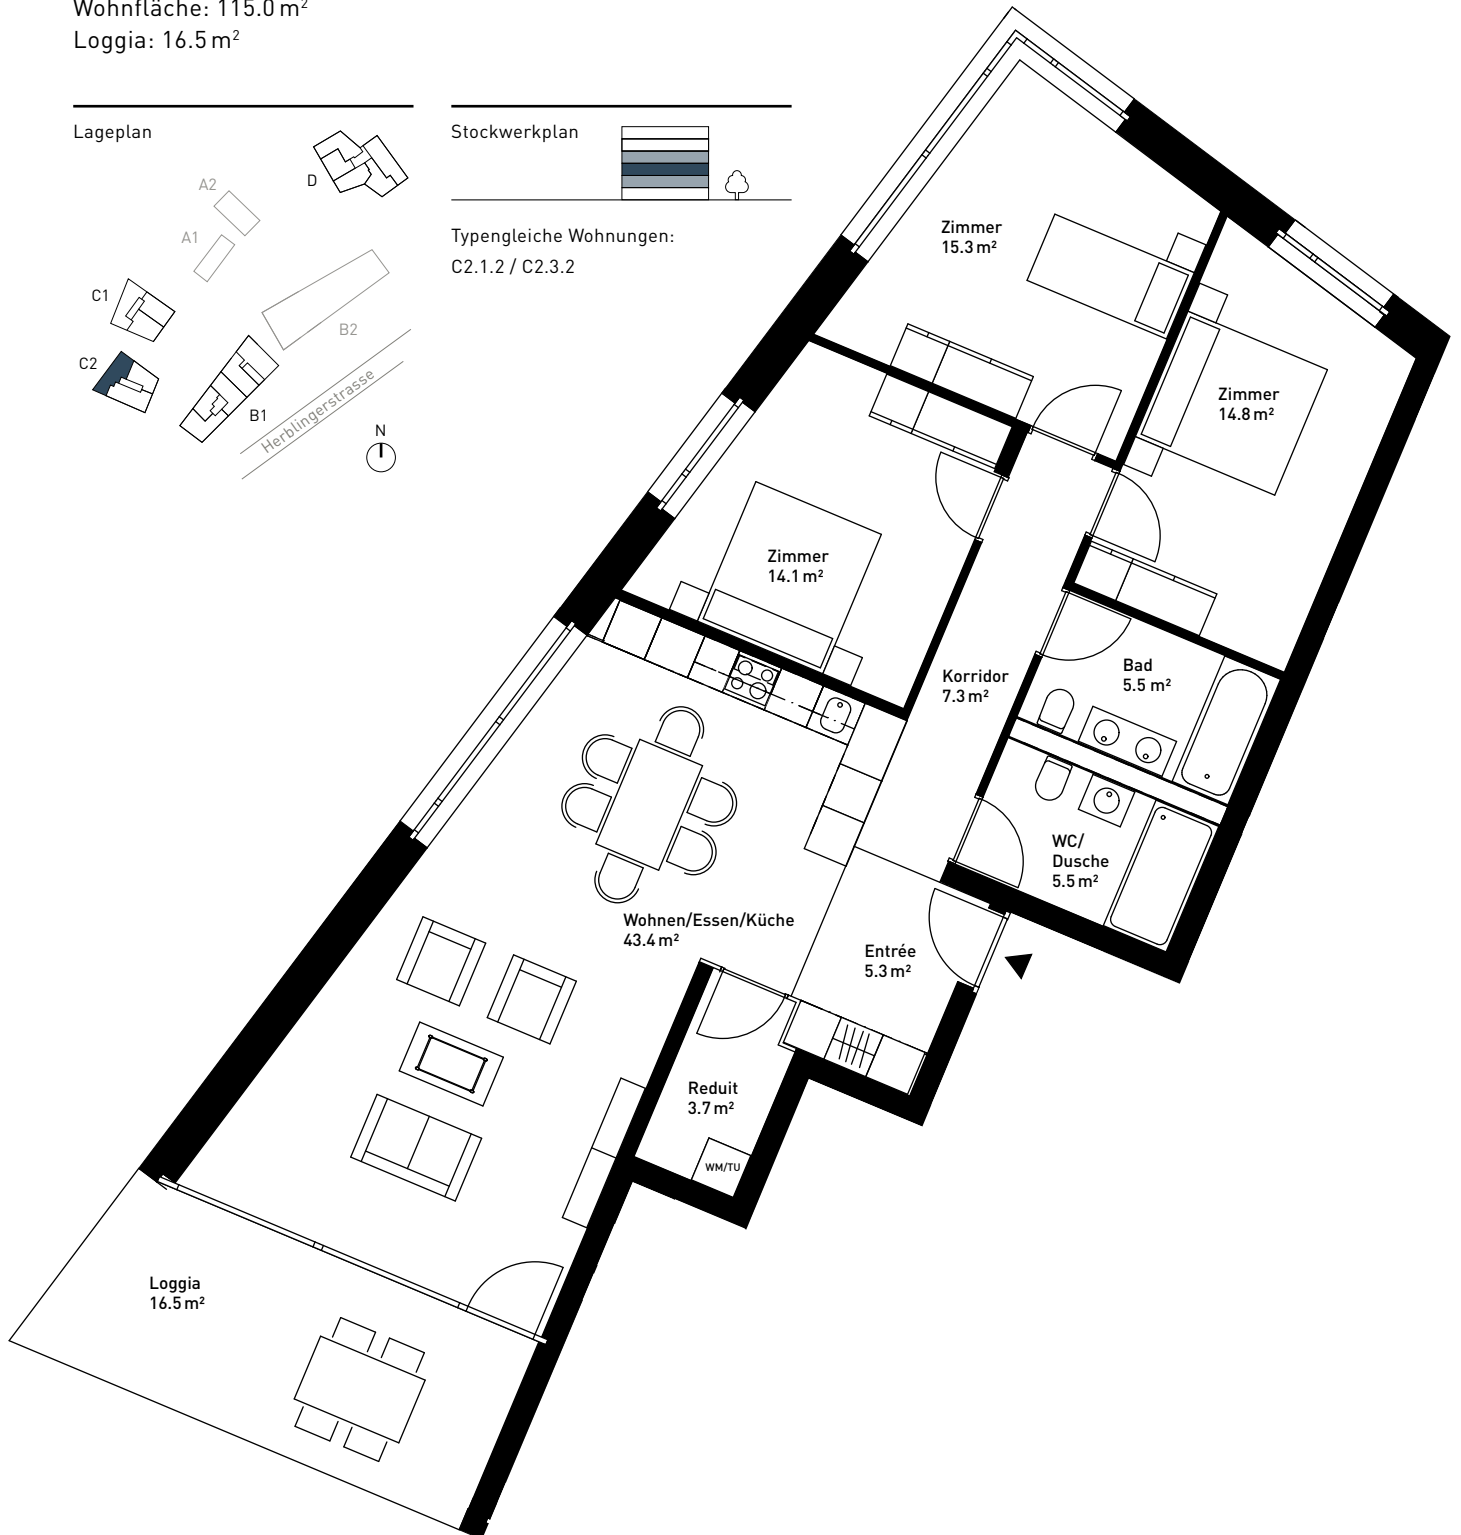 Wohnfläche: 115.0 m²
Loggia: 16.5 m²
Lageplan
Stockwerkplan
D
A2
A1
C1
B2
C2
B1
Herblingerstrasse
N
Typengleiche Wohnungen:
C2.1.2 / C2.3.2
Zimmer
15.3 m²
Zimmer
14.8 m²
Zimmer
14.1 m²
Korridor
7.3 m²
Bad
5.5 m²
WC/
Dusche
5.5 m²
Wohnen/Essen/Küche
43.4 m²
Entrée
5.3 m²
Reduit
3.7 m²
WM/TU
Loggia
16.5 m²